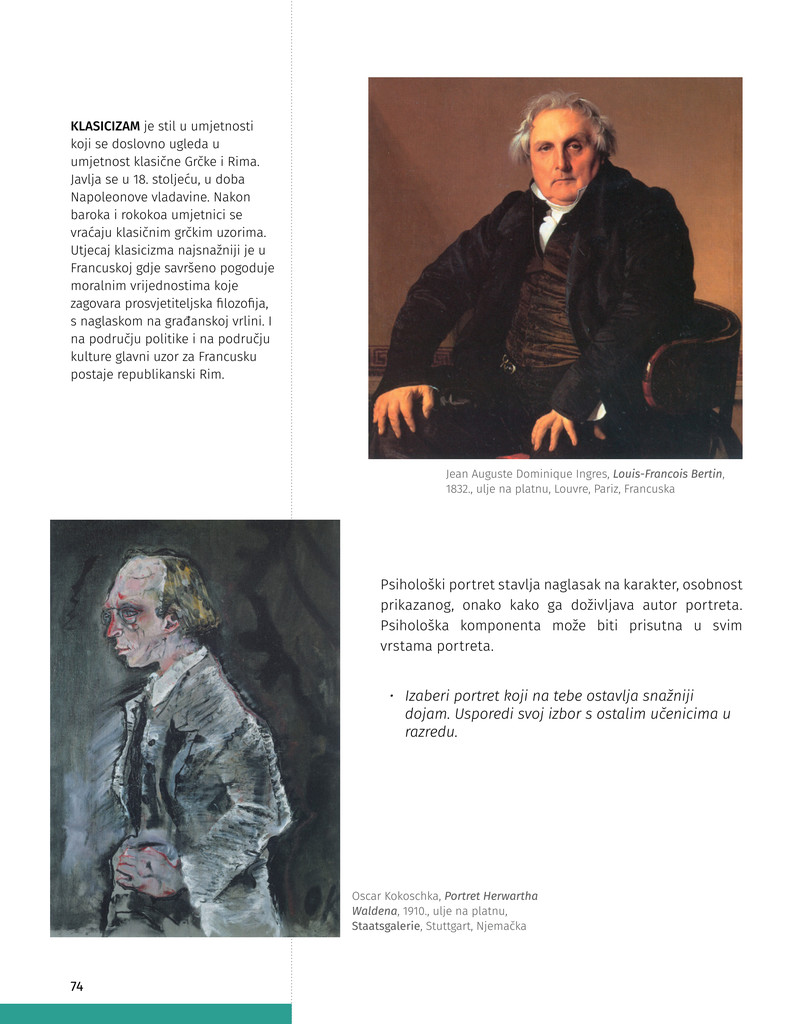 KLASICIZAM je stil u umjetnosti
koji se doslovno ugleda u
umjetnost klasične Grčke i Rima.
Javlja se u 18. stoljeću, u doba
Napoleonove vladavine. Nakon
baroka i rokokoa umjetnici se
vraćaju klasičnim grčkim uzorima.
Utjecaj klasicizma najsnažniji je u
Francuskoj gdje savršeno pogoduje
moralnim vrijednostima koje
zagovara prosvjetiteljska filozofija,
s naglaskom na građanskoj vrlini. I
na području politike i na području
kulture glavni uzor za Francusku
postaje republikanski Rim.
Jean Auguste Dominique Ingres, Louis-Francois Bertin,
1832., ulje na platnu, Louvre, Pariz, Francuska
Psihološki portret stavlja naglasak na karakter, osobnost
prikazanog, onako kako ga doživljava autor portreta.
Psihološka komponenta može biti prisutna u svim
vrstama portreta.
• Izaberi portret koji na tebe ostavlja snažniji
dojam. Usporedi svoj izbor s ostalim učenicima u
razredu.
OK
Oscar Kokoschka, Portret Herwartha
Waldena, 1910., ulje na platnu,
Staatsgalerie, Stuttgart, Njemačka
74